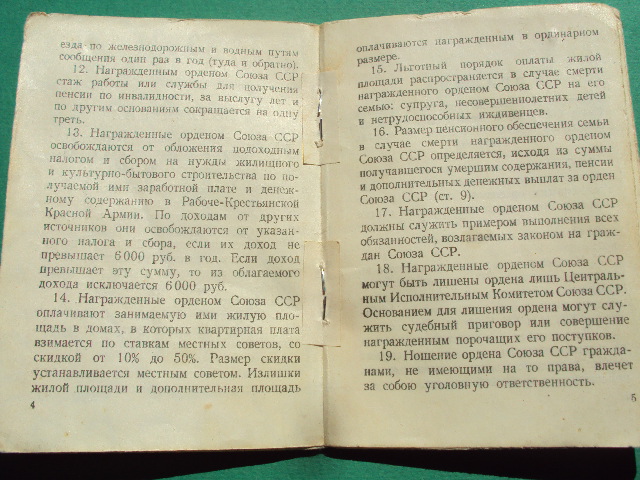 езда по железнодорожным и водным путям
сообщения один раз в год (туда и обратно).
12. Награжденным орденом Союза ССР
стаж работы или службы для получения
пенсии по инвалидности, за выслугу лет и
по другим основаниям сокращается на одну
треть.
13. Награжденные орденом Союза ССР
освобождаются от обложения подоходным
налогом и сбором на нужды жилищного
и культурно-бытового строительства по по-
лучаемой ими заработной плате и денеж-
ному содержанию в Рабоче-Крестьянской
Красной Армии. По доходам от других
источников они освобождаются от указан-
ного налога и сбора, если их доход не
превышает 6 000 руб. в год. Если доход
превышает эту сумму, то из облагаемого
дохода исключается 6 000 руб.
14. Награжденные орденом Союза ССР
оплачивают занимаемую ими жилую пло-
щадь в домах, в которых квартирная плата
взимается по ставкам местных советов, со
скидкой от 10% до 50%. Размер скидки
устанавливается местным советом. Излишки
жилой площади и дополнительная площадь
4
оплачиваются награжденным в ординарном
размере.
15. Льготный порядок оплаты жилой
площади распространяется в случае смерти
награжденного орденом Союза ССР на его
семью: супруга, несовершеннолетних детей
и нетрудоспособных иждивенцев.
16. Размер пенсионного обеспечения семьи
в случае смерти награжденного орденом
Союза ССР определяется, исходя из суммы
получавшегося умершим содержания, пенсии
и дополнительных денежных выплат за орден
Союза ССР (ст. 9).
17. Награжденные орденом Союза ССР
должны служить примером выполнения всех
обязанностей, возлагаемых законом на граж-
дан Союза ССР.
18. Награжденные орденом Союза ССР
могут быть лишены ордена лишь Централь-
ным Исполнительным Комитетом Союза ССР.
Основанием для лишения ордена могут слу-
жить судебный приговор или совершение
награжденным порочащих его поступков.
19. Ношение ордена Союза ССР гражда-
нами, не имеющими на то права, влечет
за собою уголовную ответственность.
5